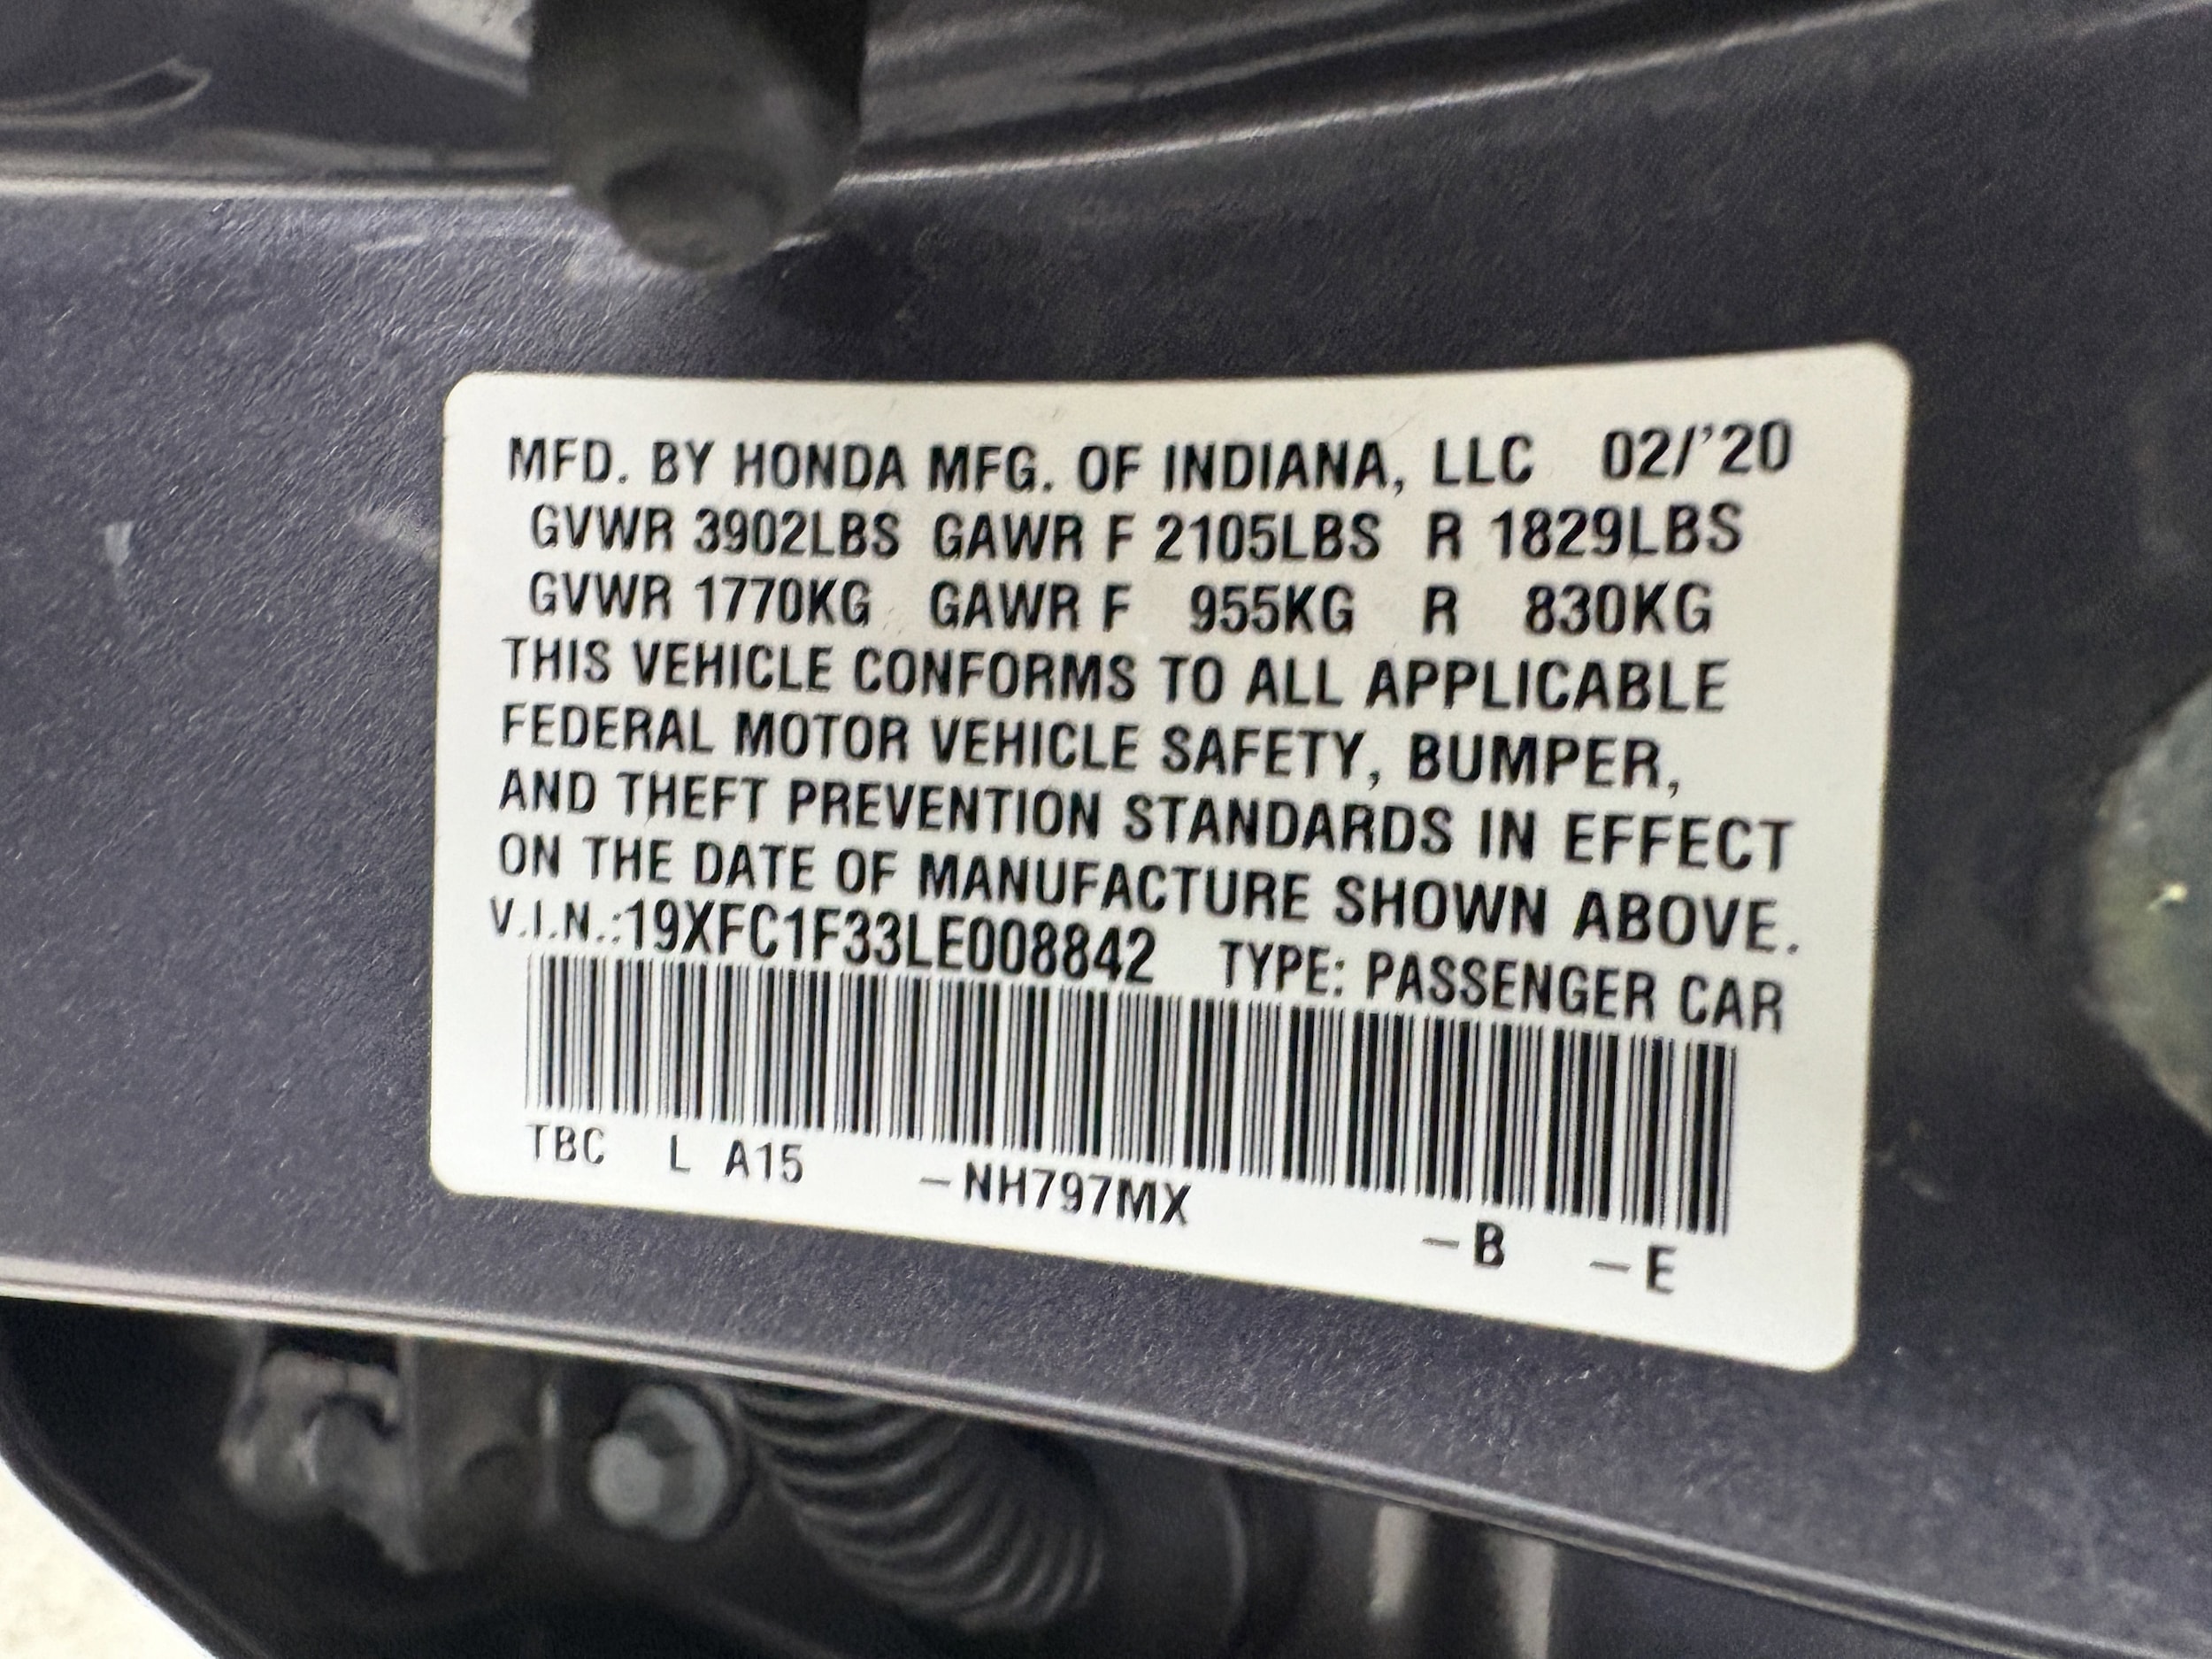 MFD. BY HONDA MFG. OF INDIANA, LLC 02/'20
GVWR 3902LBS GAWR F 2105LBS R 1829LBS
GVWR 1770KG GAWR F 955KG R 830KG
THIS VEHICLE CONFORMS TO ALL APPLICABLE
FEDERAL MOTOR VEHICLE SAFETY, BUMPER,
AND THEFT PREVENTION STANDARDS IN EFFECT
ON THE DATE OF MANUFACTURE SHOWN ABOVE.
V.I.N.:19XFC1F33LE008842 TYPE: PASSENGER CAR
TBC L A15 -NH797MX -B -E